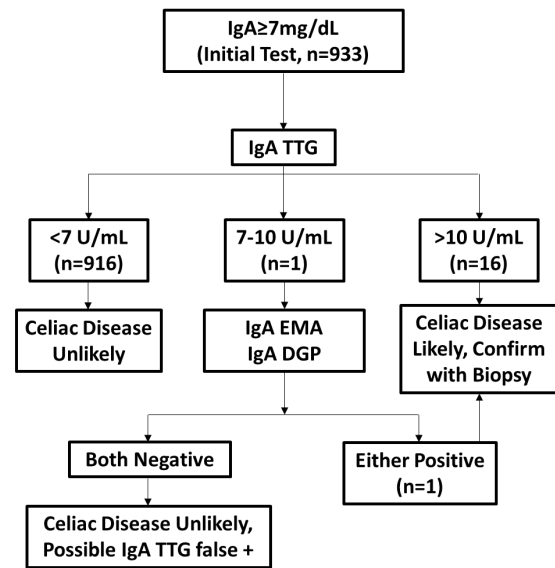 IgA≥7mg/dL
(Initial Test, n=933)
IgA TTG
<7 U/mL
(n=916)
7-10 U/mL
(n=1)
>10 U/mL
(n=16)
Celiac Disease
Unlikely
IgA EMA
IgA DGP
Celiac Disease
Likely, Confirm
with Biopsy
Both Negative
Either Positive
(n=1)
Celiac Disease Unlikely,
Possible IgA TTG false +